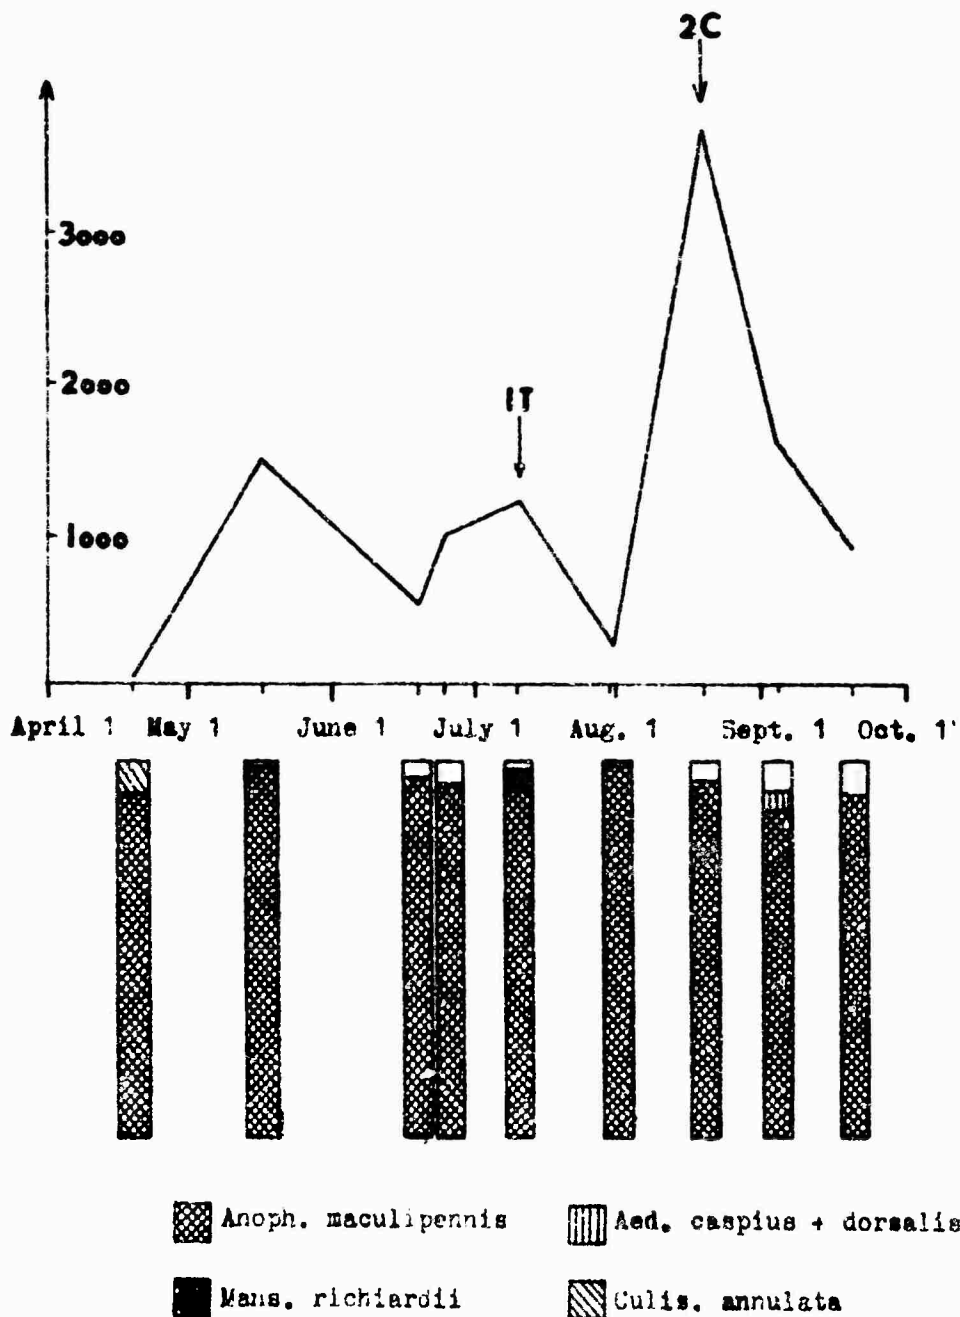 2C
3000
2000
1T
1000
April 1 May 1 June 1 July 1 Aug. 1 Sept. 1 Oct. 1
Anoph. maculipennis
Aed. caspius + dorsalis
Mans. richiardii
Culis. annulata